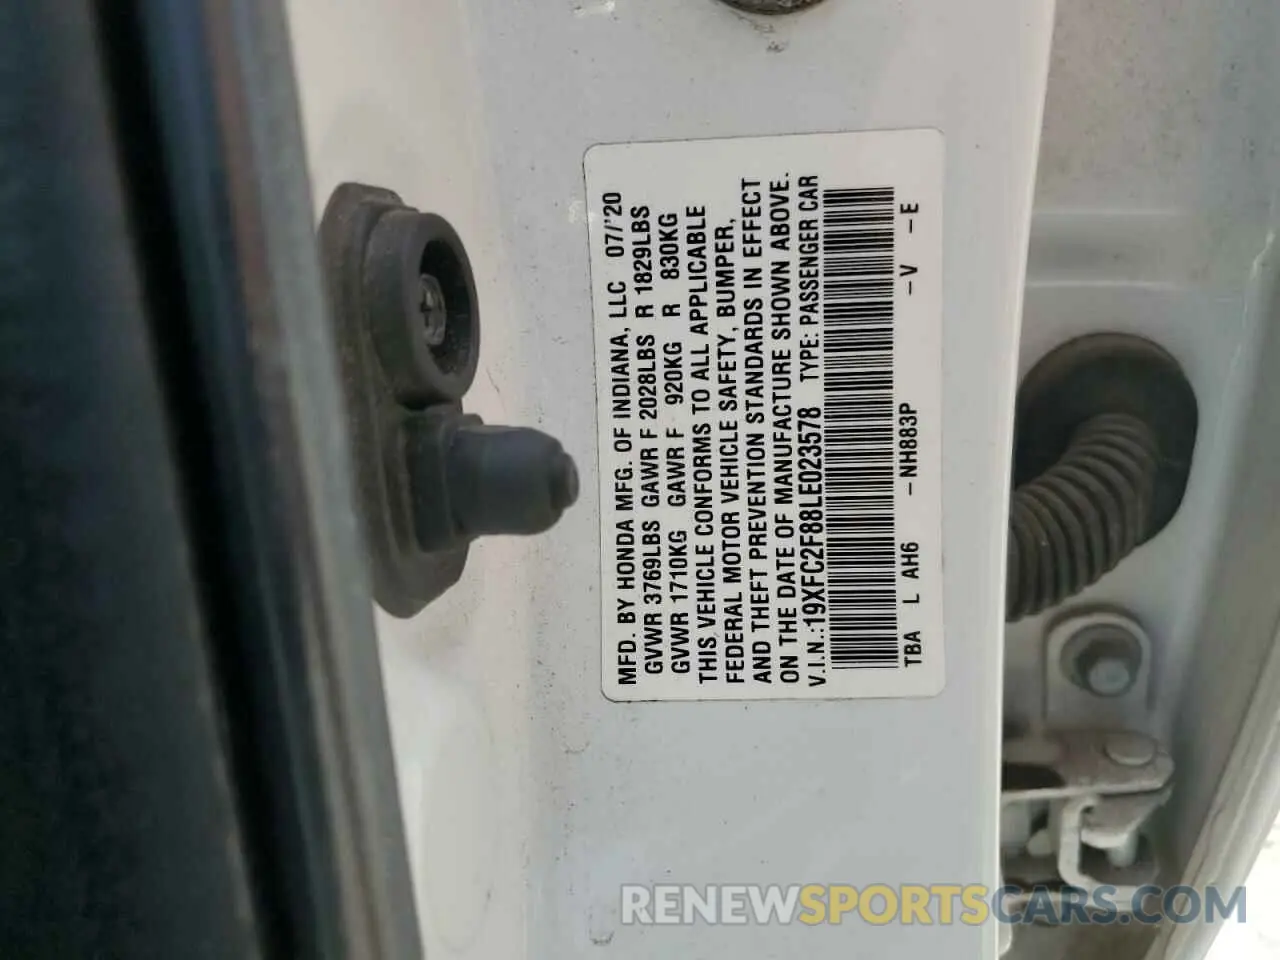 MFD. BY HONDA MFG. OF INDIANA, LLC 07/'20
GVWR 3769LBS GAWR F 2028LBS R 1829LBS
GVWR 1710KG GAWR F 920KG R 830KG
THIS VEHICLE CONFORMS TO ALL APPLICABLE
FEDERAL MOTOR VEHICLE SAFETY, BUMPER,
AND THEFT PREVENTION STANDARDS IN EFFECT
ON THE DATE OF MANUFACTURE SHOWN ABOVE.
V.I.N.:19XFC2F88LE023578 TYPE: PASSENGER CAR
TBA L AH6 - NH883P - V - E
RENEWSPORTSCARS.COM